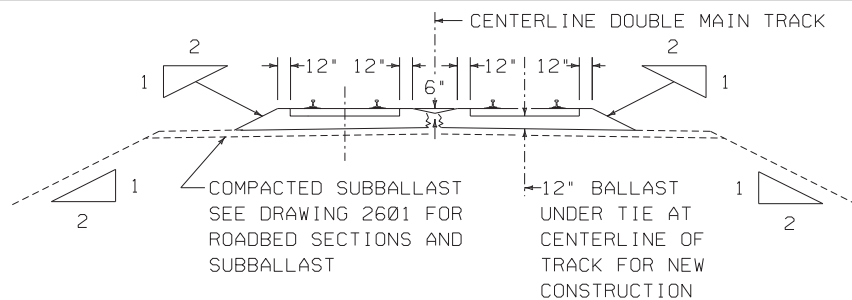 CENTERLINE DOUBLE MAIN TRACK
2
2
1
12"
12"
12"
12"
1
6"
1
2
COMPACTED SUBBALLAST
SEE DRAWING 2601 FOR
ROADBED SECTIONS AND
SUBBALLAST
12" BALLAST
UNDER TIE AT
CENTERLINE OF
TRACK FOR NEW
CONSTRUCTION
1
2